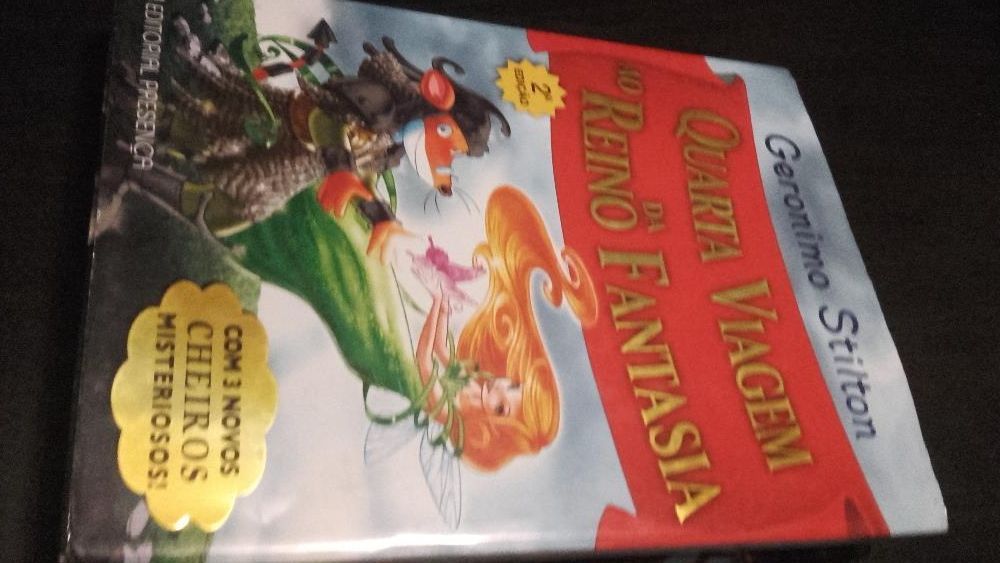 Geronimo Stilton
QUARTA VIAGEM
AO REINO DA FANTASIA
2ª
EDIÇÃO
COM 3 NOVOS
CHEIROS
MISTERIOSOS!
EDITORIAL PRESENÇA